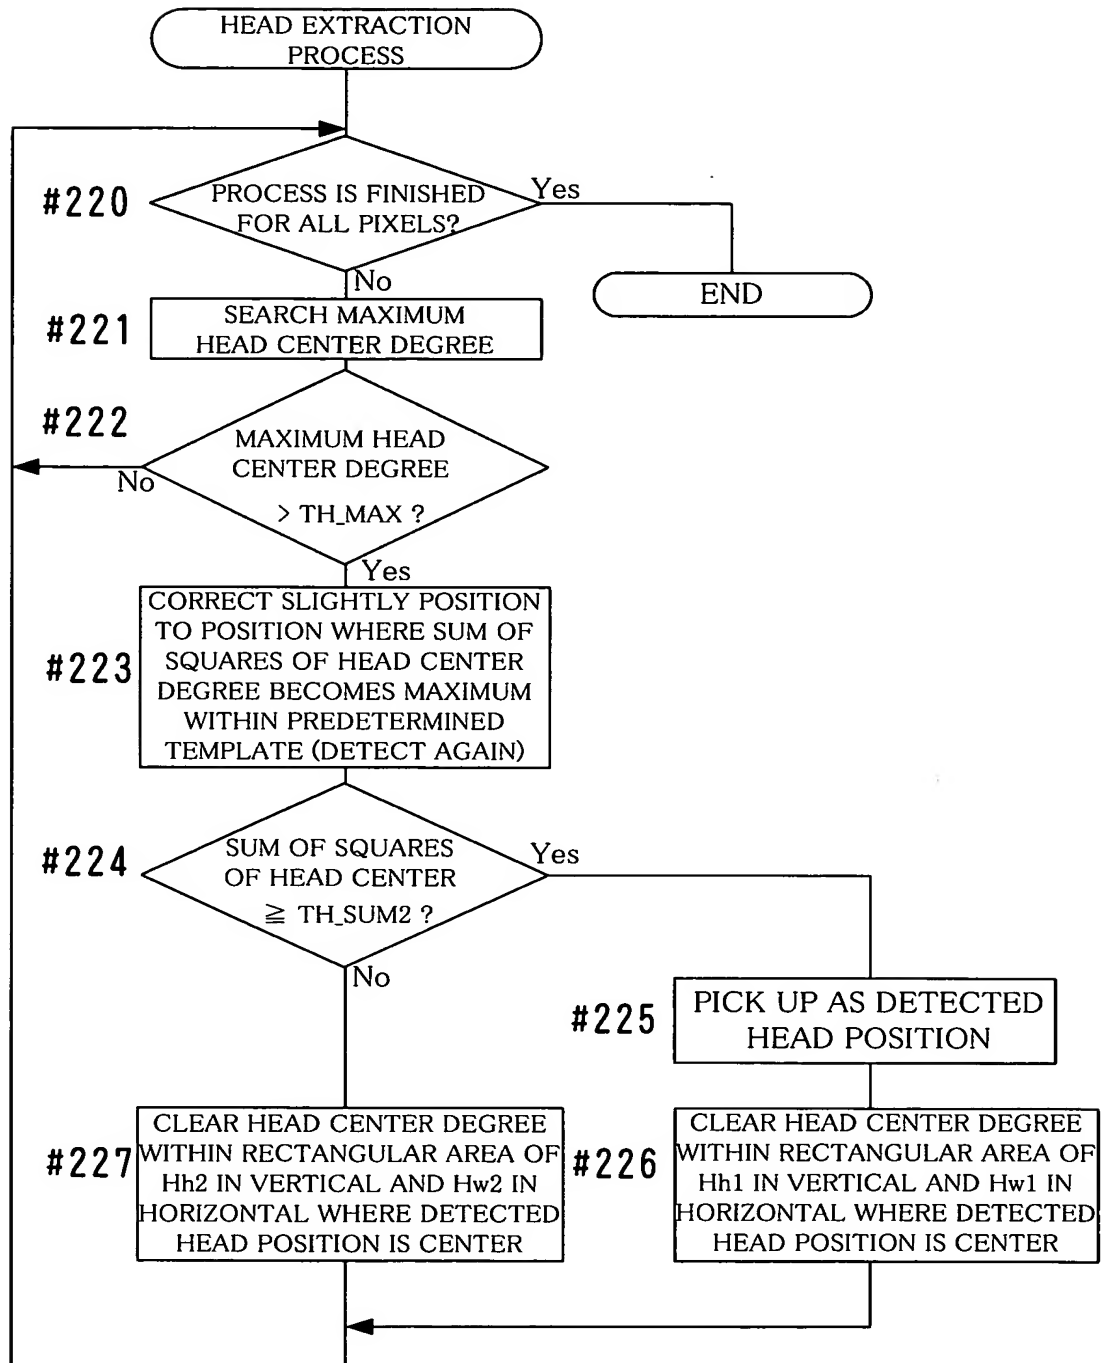 HEAD EXTRACTION
PROCESS
#220
PROCESS IS FINISHED
FOR ALL PIXELS?
Yes
No
END
#221
SEARCH MAXIMUM
HEAD CENTER DEGREE
#222
MAXIMUM HEAD
CENTER DEGREE
> TH_MAX ?
No
Yes
#223
CORRECT SLIGHTLY POSITION
TO POSITION WHERE SUM OF
SQUARES OF HEAD CENTER
DEGREE BECOMES MAXIMUM
WITHIN PREDETERMINED
TEMPLATE (DETECT AGAIN)
#224
SUM OF SQUARES
OF HEAD CENTER
≧ TH_SUM2 ?
Yes
No
#225
PICK UP AS DETECTED
HEAD POSITION
#227
CLEAR HEAD CENTER DEGREE
WITHIN RECTANGULAR AREA OF
Hh2 IN VERTICAL AND Hw2 IN
HORIZONTAL WHERE DETECTED
HEAD POSITION IS CENTER
#226
CLEAR HEAD CENTER DEGREE
WITHIN RECTANGULAR AREA OF
Hh1 IN VERTICAL AND Hw1 IN
HORIZONTAL WHERE DETECTED
HEAD POSITION IS CENTER